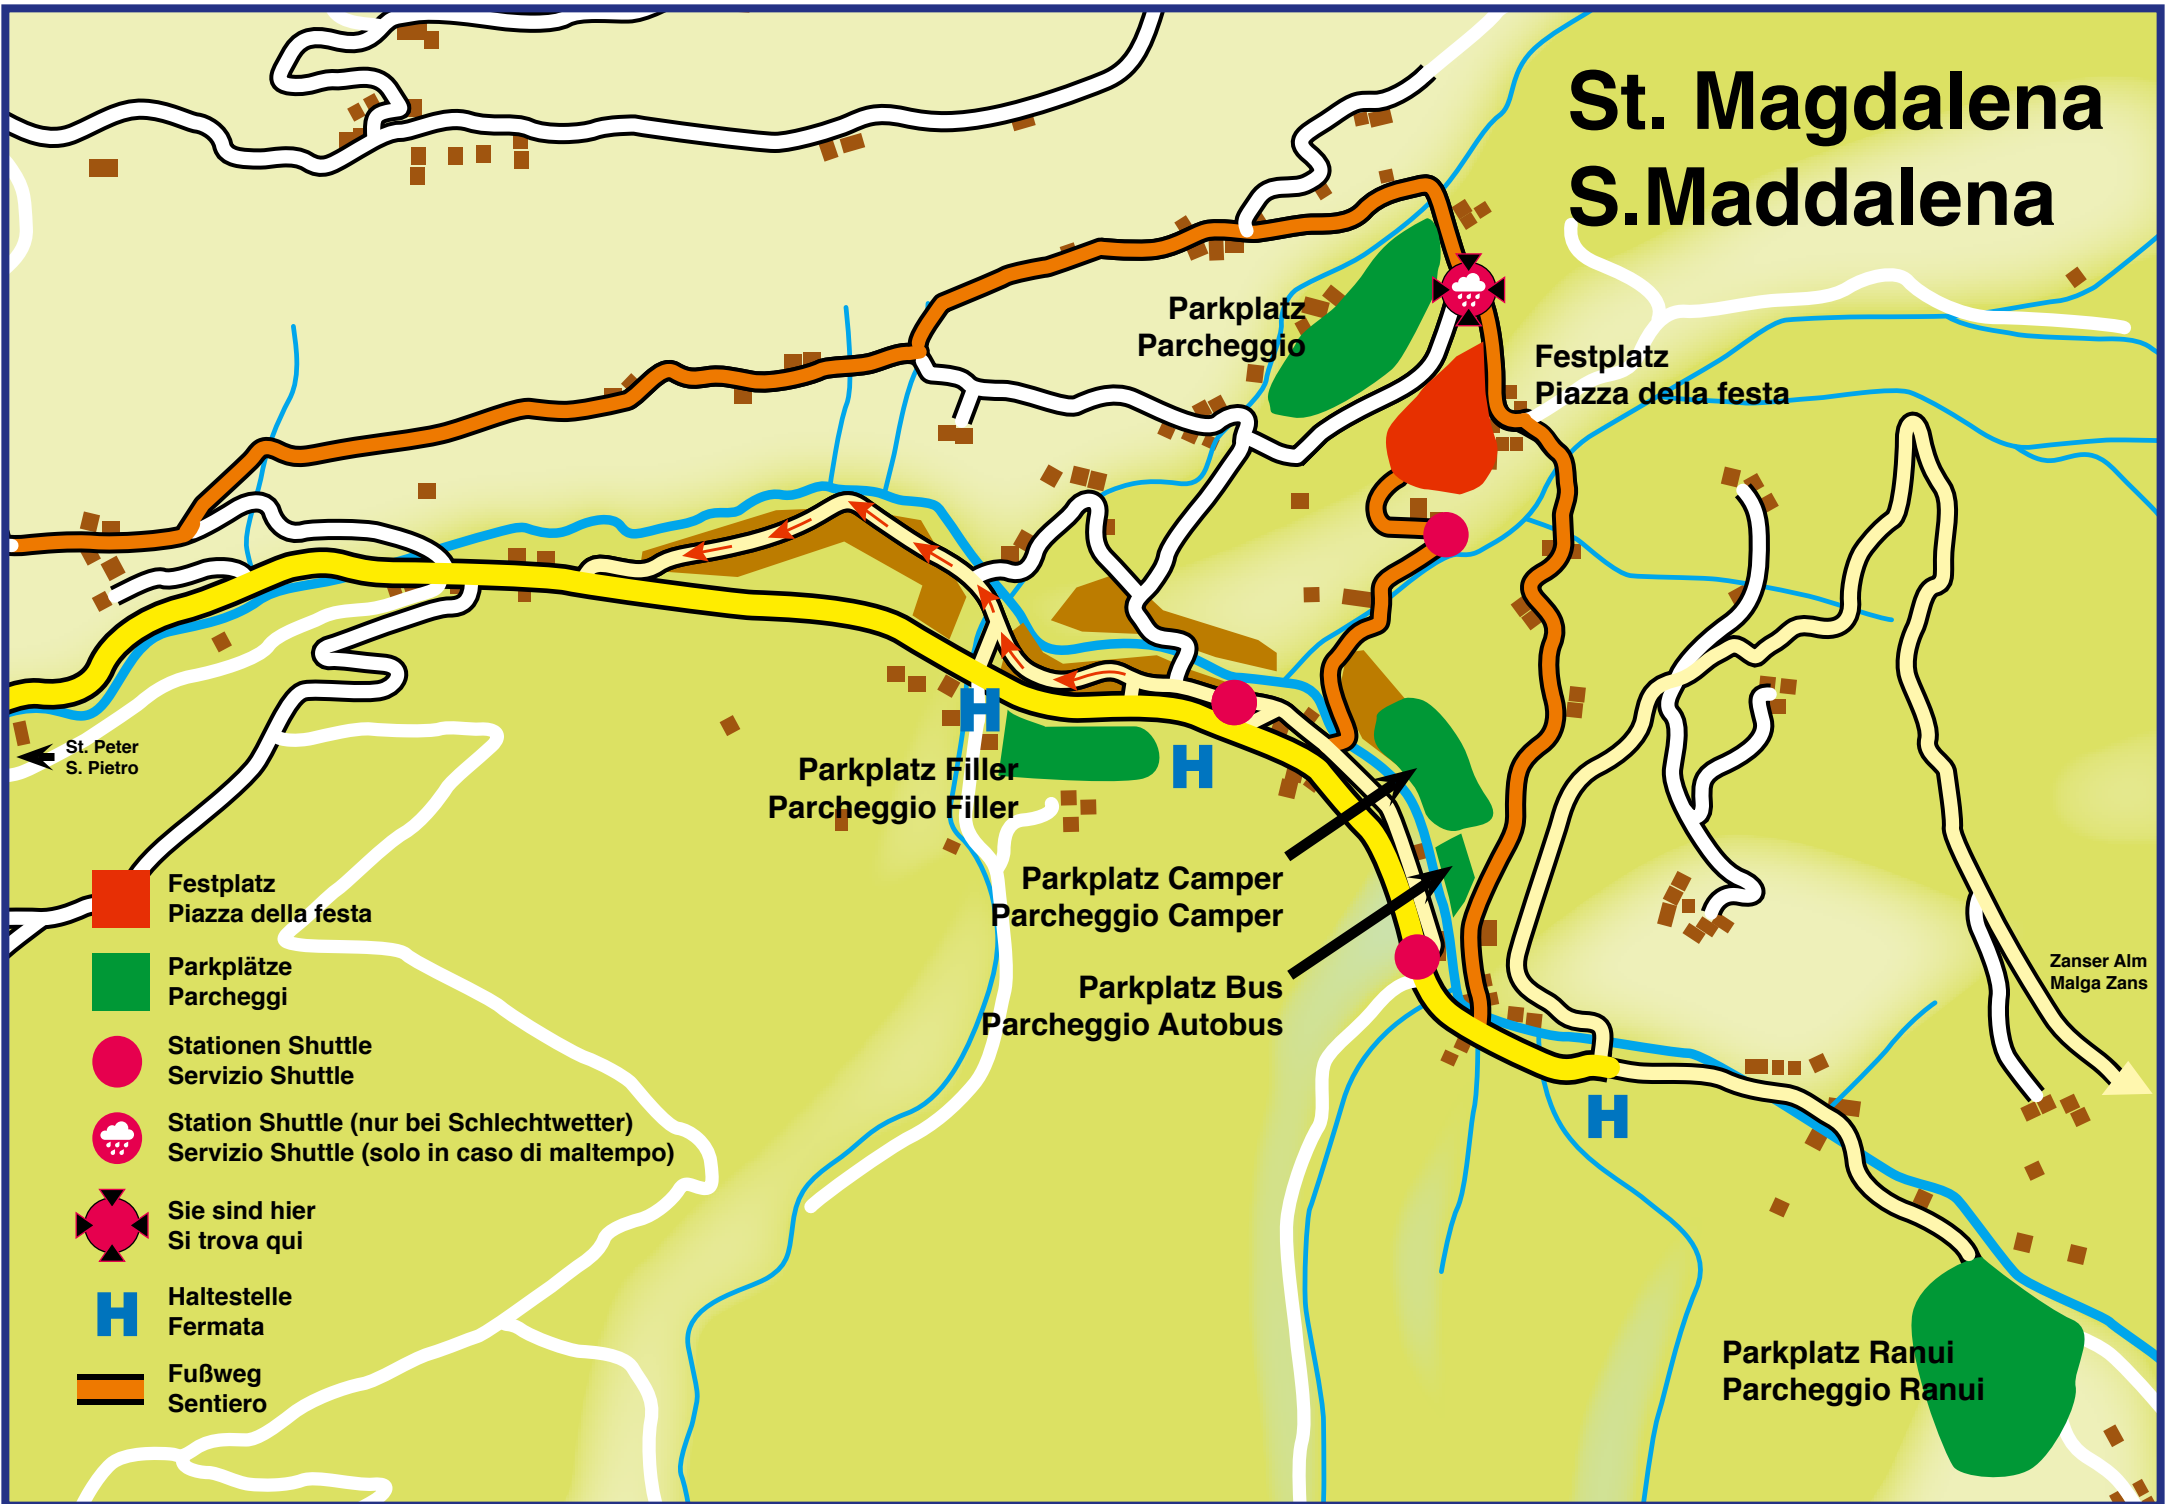 St. Magdalena
S.Maddalena
Parkplatz
Parcheggio
Festplatz
Piazza della festa
St. Peter
S. Pietro
H
H
Parkplatz Filler
Parcheggio Filler
Parkplatz Camper
Parcheggio Camper
Parkplatz Bus
Parcheggio Autobus
Zanser Alm
Malga Zans
H
Parkplatz Ranui
Parcheggio Ranui
Festplatz
Piazza della festa
Parkplätze
Parcheggi
Stationen Shuttle
Servizio Shuttle
Station Shuttle (nur bei Schlechtwetter)
Servizio Shuttle (solo in caso di maltempo)
Sie sind hier
Si trova qui
H
Haltestelle
Fermata
Fußweg
Sentiero